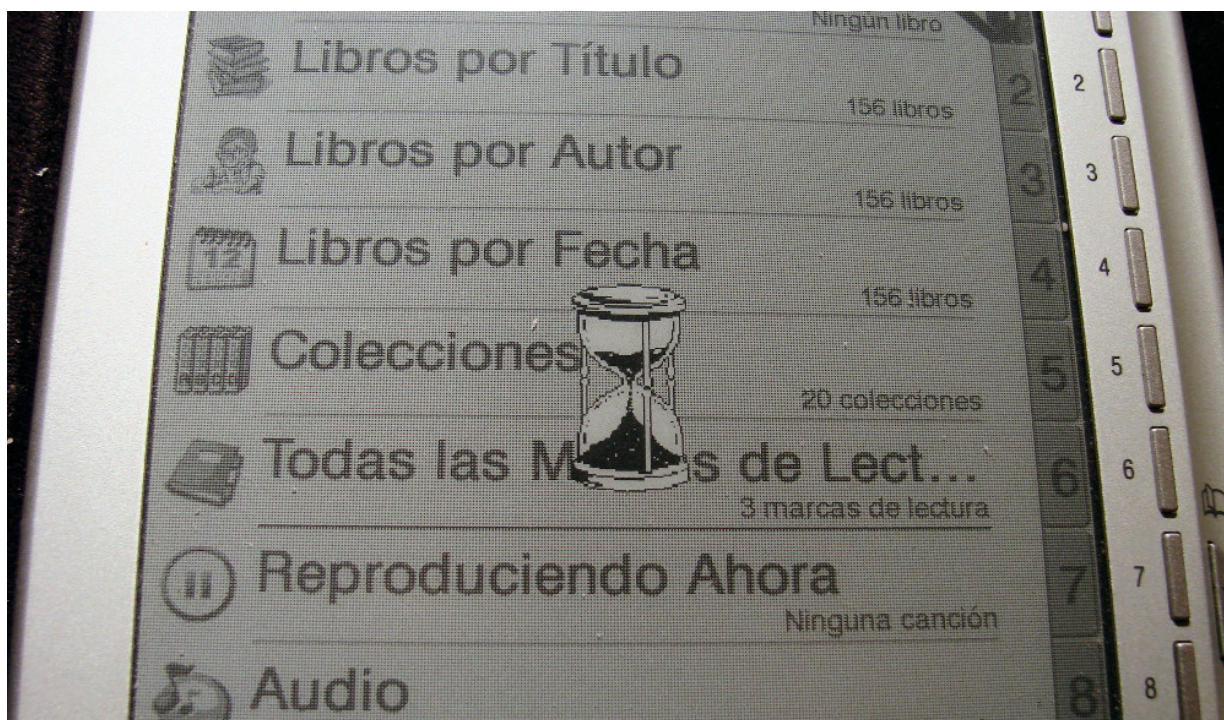 Ningún libro
Libros por Título
2
2
156 libros
Libros por Autor
3
3
156 libros
12
Libros por Fecha
4
4
156 libros
Colecciones
5
5
20 colecciones
Todas las M s de Lect...
6
6
3 marcas de lectura
Reproduciendo Ahora
7
7
Ninguna canción
Audio
8
8